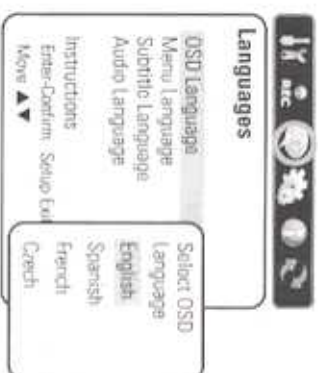 REC
Languages
OSD Language
Menu Language
Subtitle Language
Audio Language
Instructions
Enter-Confirm Setup Exit
Move ▲▼
Select OSD
Language
English
Spanish
French
Czech